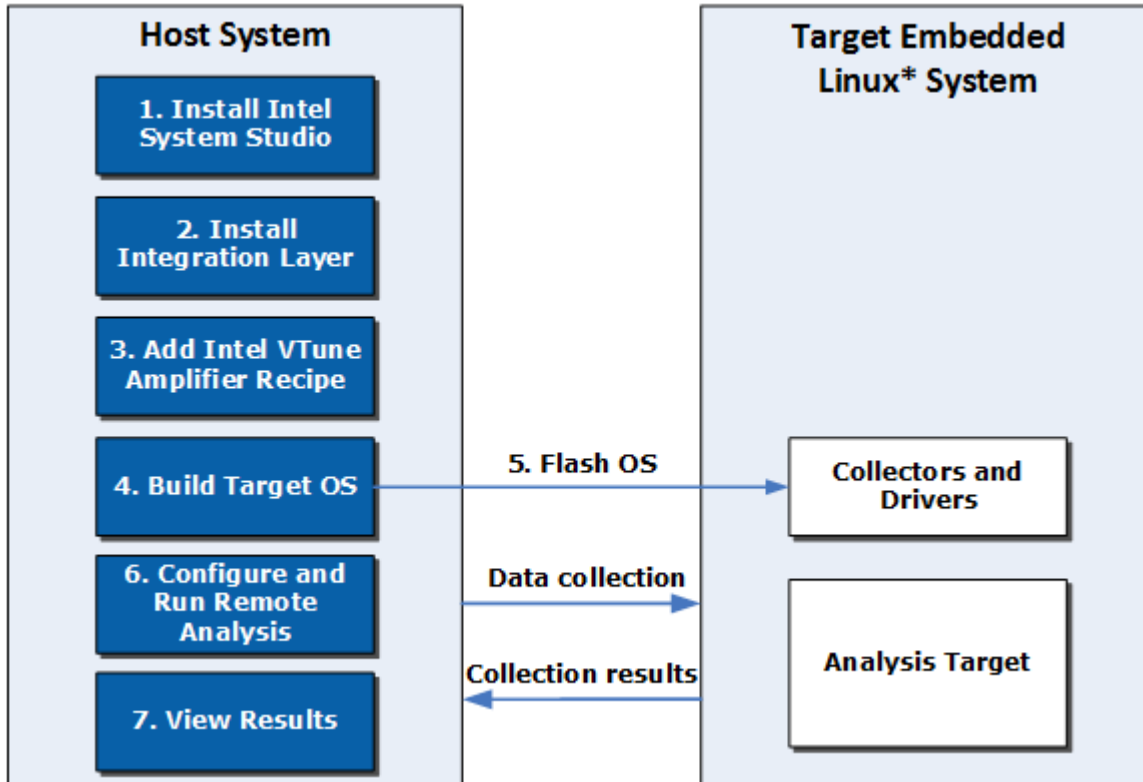 Host System
1. Install Intel
System Studio
2. Install
Integration Layer
3. Add Intel VTune
Amplifier Recipe
4. Build Target OS
6. Configure and
Run Remote
Analysis
7. View Results
5. Flash OS
Data collection
Collection results
Target Embedded
Linux* System
Collectors and
Drivers
Analysis Target